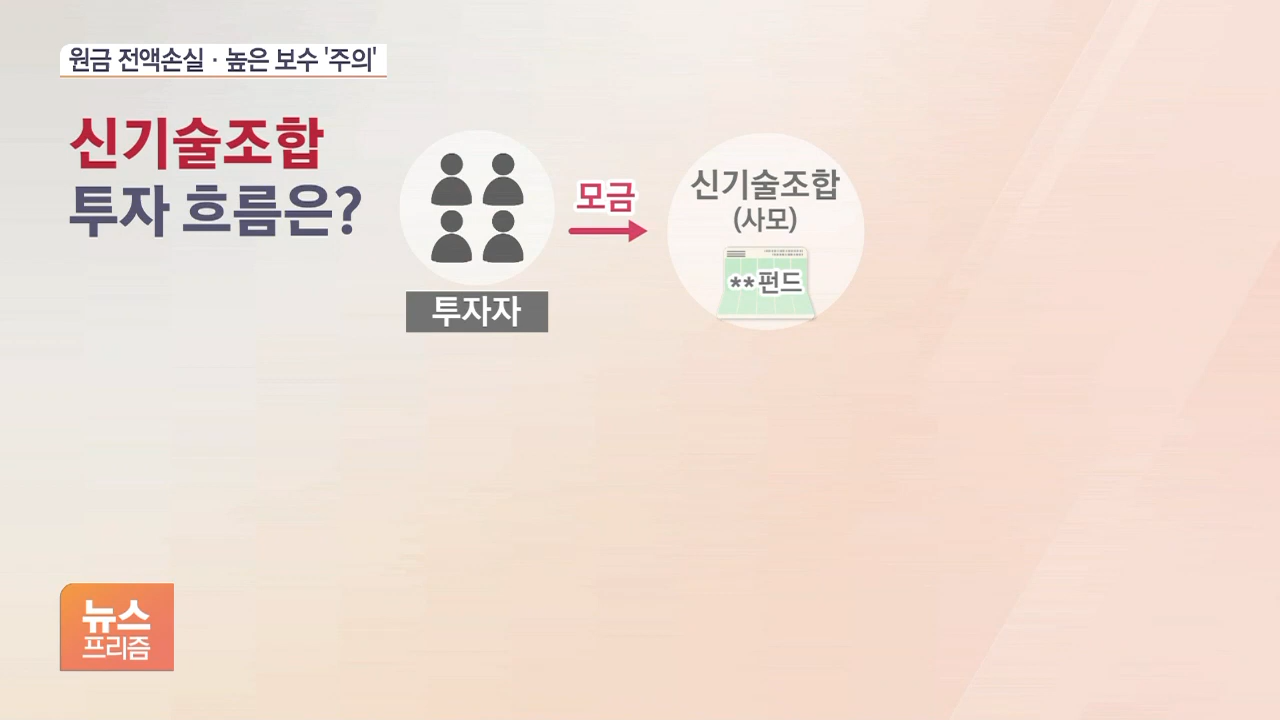 원금 전액손실 · 높은 보수 '주의'
신기술조합
투자 흐름은?
모금
신기술조합
(사모)
**펀드
투자자
뉴스
프리즘